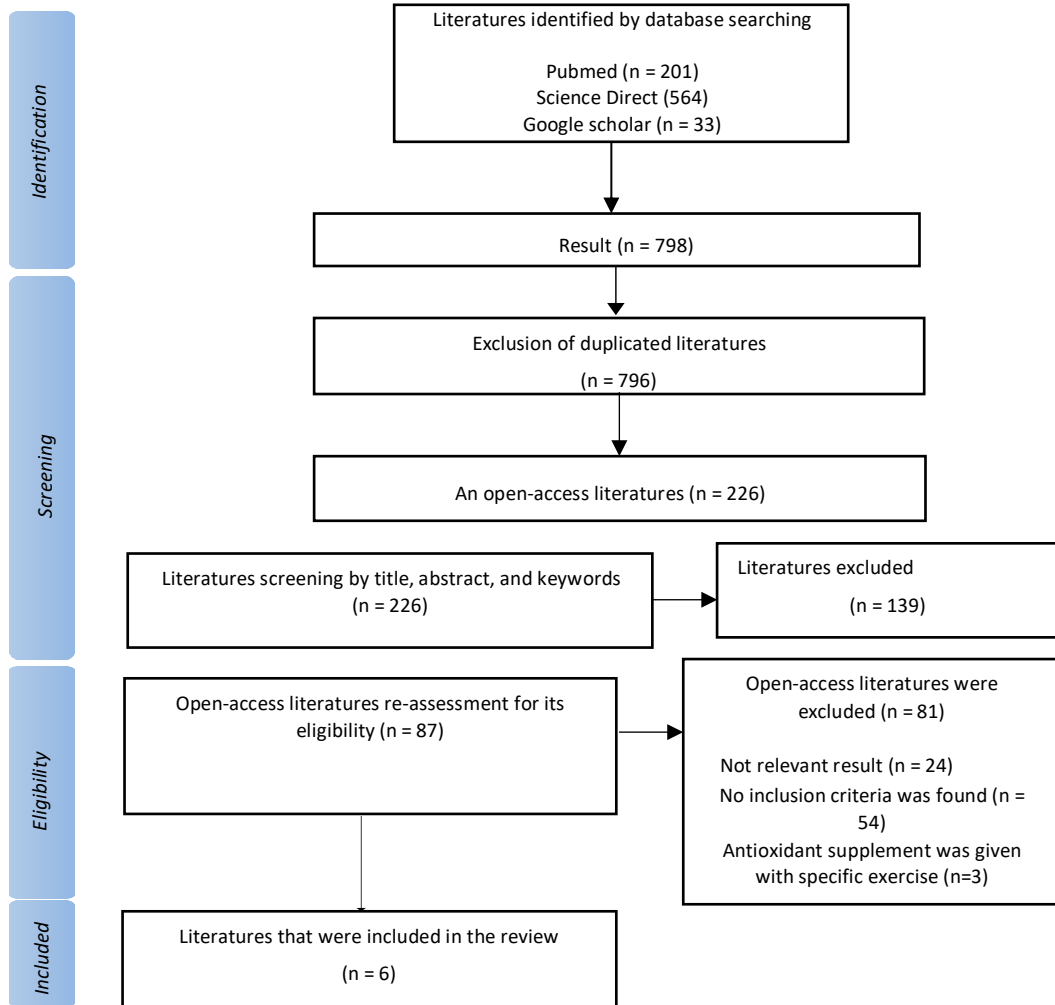 Identification
Literatures identified by database searching
Pubmed (n = 201)
Science Direct (564)
Google scholar (n = 33)
Result (n = 798)
Screening
Exclusion of duplicated literatures
(n = 796)
An open-access literatures (n = 226)
Literatures screening by title, abstract, and keywords
(n = 226)
Literatures excluded
(n = 139)
Eligibility
Open-access literatures re-assessment for its
eligibility (n = 87)
Open-access literatures were
excluded (n = 81)
Not relevant result (n = 24)
No inclusion criteria was found (n =
54)
Antioxidant supplement was given
with specific exercise (n=3)
Included
Literatures that were included in the review
(n = 6)